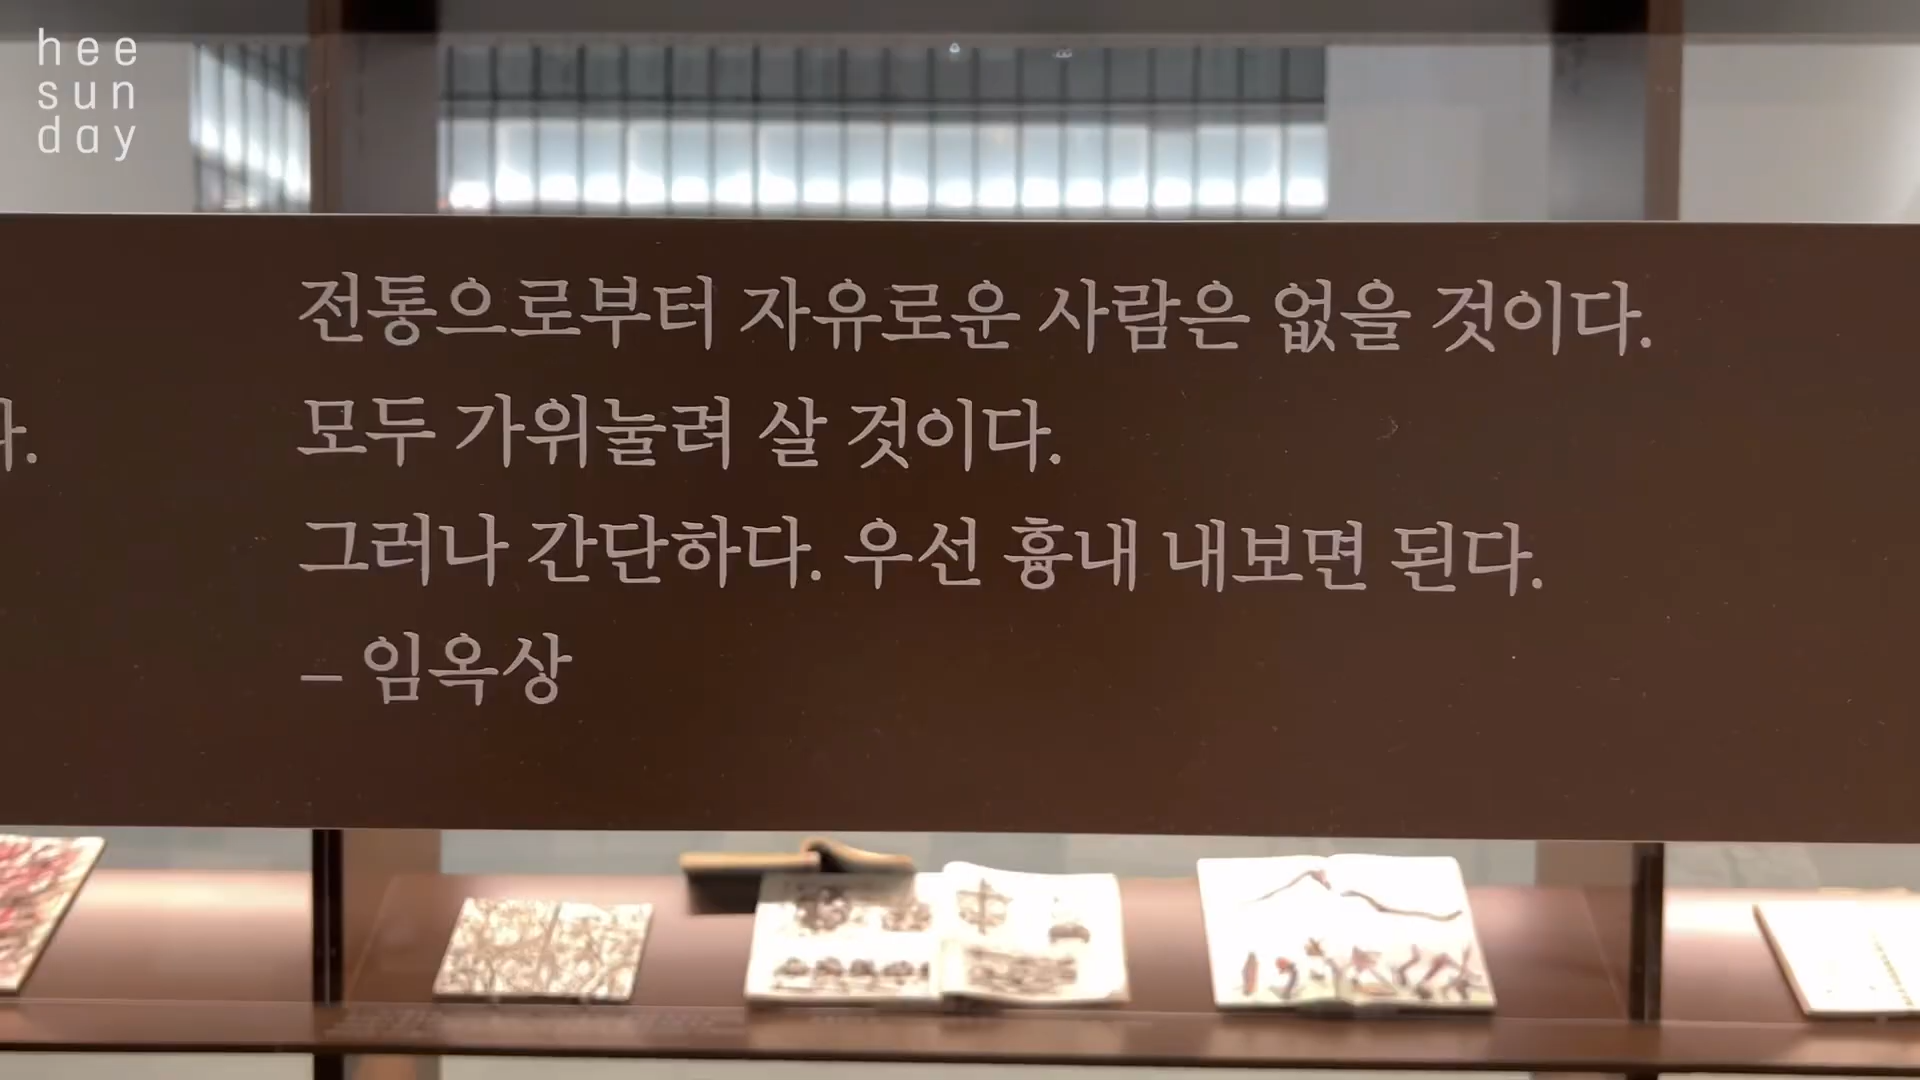 hee
sun
day
전통으로부터 자유로운 사람은 없을 것이다.
모두 가위눌려 살 것이다.
그러나 간단하다. 우선 흉내 내보면 된다.
– 임옥상